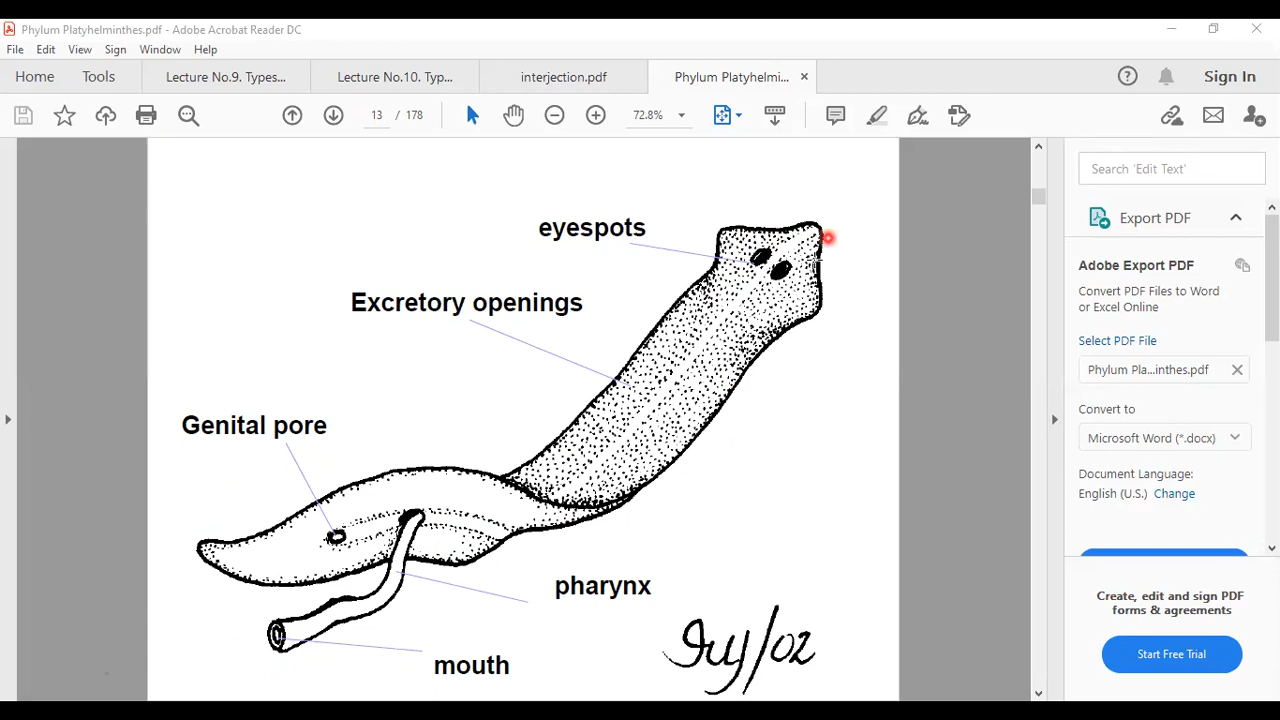 Phylum Platyhelminthes.pdf - Adobe Acrobat Reader DC
File Edit View Sign Window Help
Home Tools Lecture No.9. Types... Lecture No.10. Typ... interjection.pdf Phylum Platyhelmi... × Sign In
13 / 178 72.8%
Search 'Edit Text'
eyespots
Export PDF
Excretory openings
Adobe Export PDF
Convert PDF Files to Word
or Excel Online
Select PDF File
Phylum Pla...inthes.pdf
Genital pore
Convert to
Microsoft Word (*.docx)
Document Language:
English (U.S.) Change
pharynx
mouth
Create, edit and sign PDF
forms & agreements
Start Free Trial